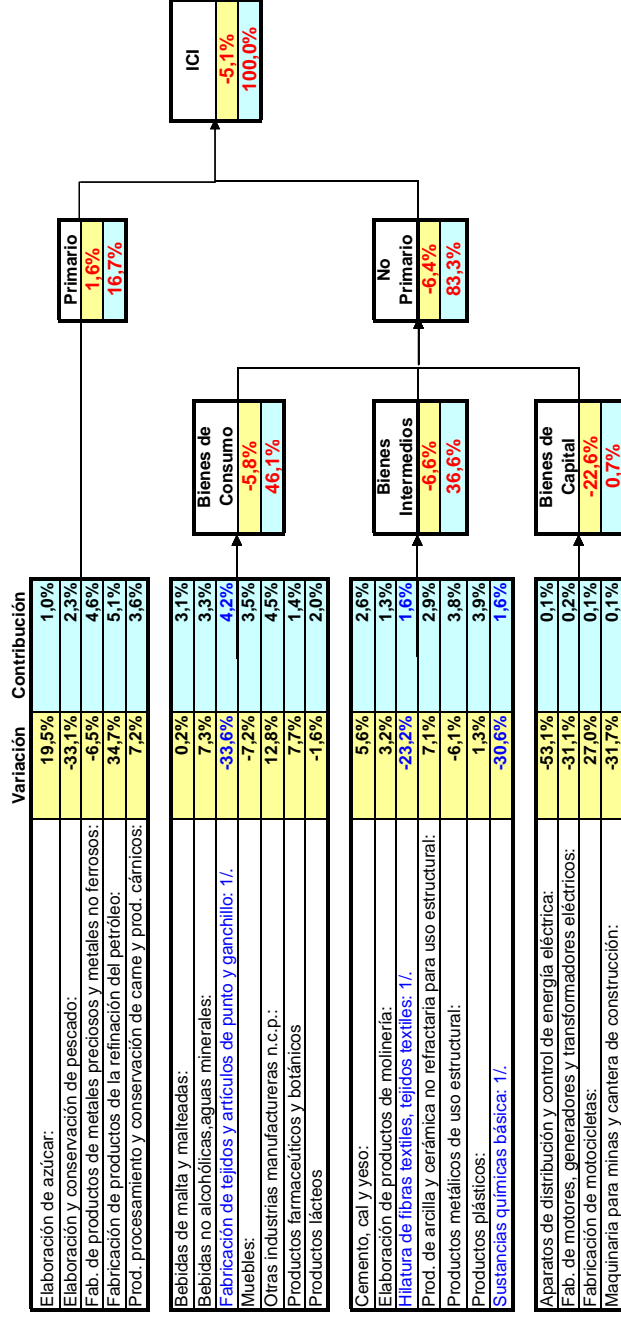 Variación Contribución
Elaboración de azúcar: 19,5% 1,0%
Elaboración y conservación de pescado: -33,1% 2,3%
Fab. de productos de metales preciosos y metales no ferrosos: -6,5% 4,6%
Fabricación de productos de la refinación del petróleo: 34,7% 5,1%
Prod. procesamiento y conservación de carne y prod. cárnicos: 7,2% 3,6%
Primario
1,6%
16,7%
ICI
-5,1%
100,0%
Bebidas de malta y malteadas: 0,2% 3,1%
Bebidas no alcohólicas,aguas minerales: 7,3% 3,3%
Fabricación de tejidos y artículos de punto y ganchillo: 1/. -33,6% 4,2%
Muebles: -7,2% 3,5%
Otras industrias manufactureras n.c.p.: 12,8% 4,5%
Productos farmaceúticos y botánicos 7,7% 1,4%
Productos lácteos -1,6% 2,0%
Bienes de
Consumo
-5,8%
46,1%
Cemento, cal y yeso: 5,6% 2,6%
Elaboración de productos de molinería: 3,2% 1,3%
Hilatura de fibras textiles, tejidos textiles: 1/. -23,2% 1,6%
Prod. de arcilla y cerámica no refractaria para uso estructural: 7,1% 2,9%
Productos metálicos de uso estructural: -6,1% 3,8%
Productos plásticos: 1,3% 3,9%
Sustancias químicas básica: 1/. -30,6% 1,6%
Bienes
Intermedios
-6,6%
36,6%
No
Primario
-6,4%
83,3%
Aparatos de distribución y control de energía eléctrica: -53,1% 0,1%
Fab. de motores, generadores y transformadores eléctricos: -31,1% 0,2%
Fabricación de motocicletas: 27,0% 0,1%
Maquinaria para minas y cantera de construcción: -31,7% 0,1%
Bienes de
Capital
-22,6%
0,7%